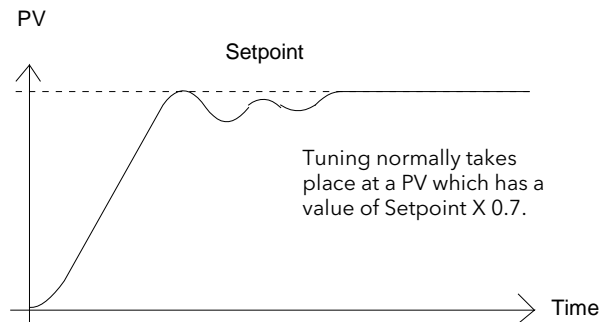 PV
Setpoint
Tuning normally takes
place at a PV which has a
value of Setpoint X 0.7.
Time